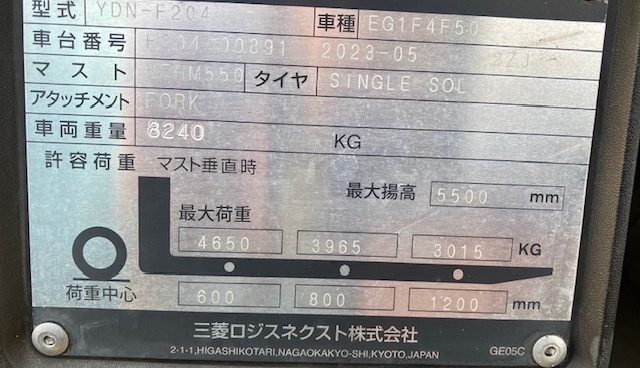 型式 YDN-F204 車種 EG1F4F50
車台番号 2023-05
マスト タイヤ SINGLE SOL
アタッチメント FORK
車両重量 8240 KG
許容荷重 マスト垂直時
最大揚高 5500 mm
最大荷重
4650 3965 3015 KG
荷重中心 600 800 1200 mm
三菱ロジスネクスト株式会社
2-1-1,HIGASHIKOTARI,NAGAOKAKYO-SHI,KYOTO,JAPAN GE05C